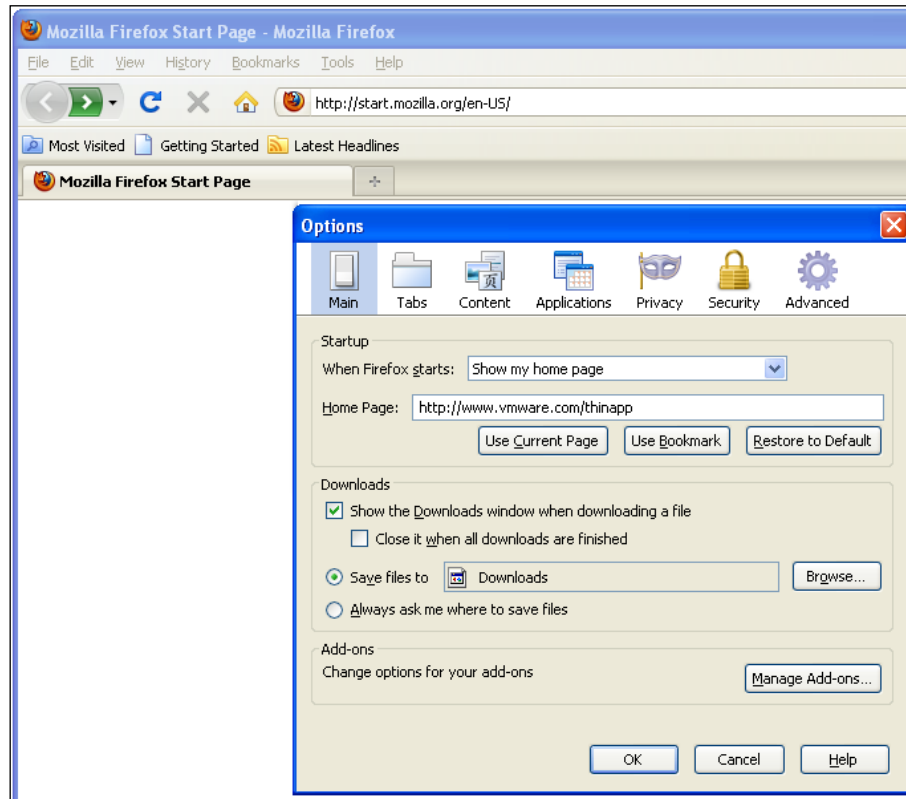 Mozilla Firefox Start Page - Mozilla Firefox
File Edit View History Bookmarks Tools Help
http://start.mozilla.org/en-US/
Most Visited Getting Started Latest Headlines
Mozilla Firefox Start Page
Options
页
Main Tabs Content Applications Privacy Security Advanced
Startup
When Firefox starts: Show my home page
Home Page: http://www.vmware.com/thinapp
Use Current Page Use Bookmark Restore to Default
Downloads
Show the Downloads window when downloading a file
Close it when all downloads are finished
Save files to Downloads Browse...
Always ask me where to save files
Add-ons
Change options for your add-ons Manage Add-ons...
OK Cancel Help